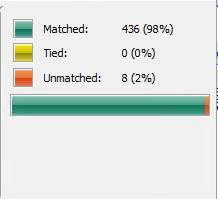 Matched: 436 (98%)
Tied: 0 (0%)
Unmatched: 8 (2%)